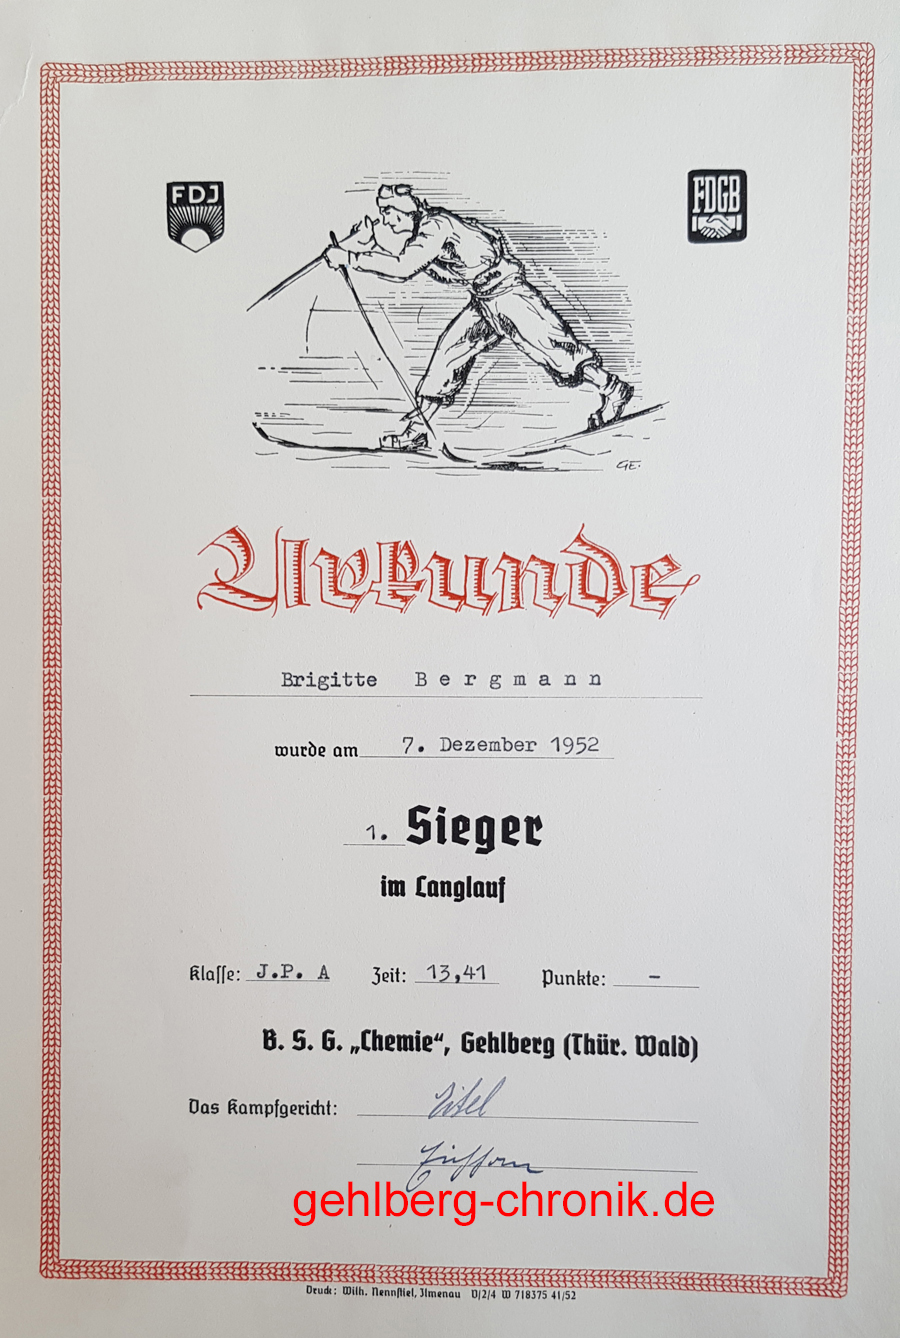 FDJ
FDGB
GE.
Urkunde
Brigitte B e r g m a n n
wurde am 7. Dezember 1952
1. Sieger
im Langlauf
Klasse: J.P. A Zeit: 13,41 Punkte: –
B. S. G. „Chemie“, Gehlberg (Thür. Wald)
Das Kampfgericht:
gehlberg-chronik.de
Druck: Wilh. Nennstiel, Ilmenau V/2/4 W 718375 41/52